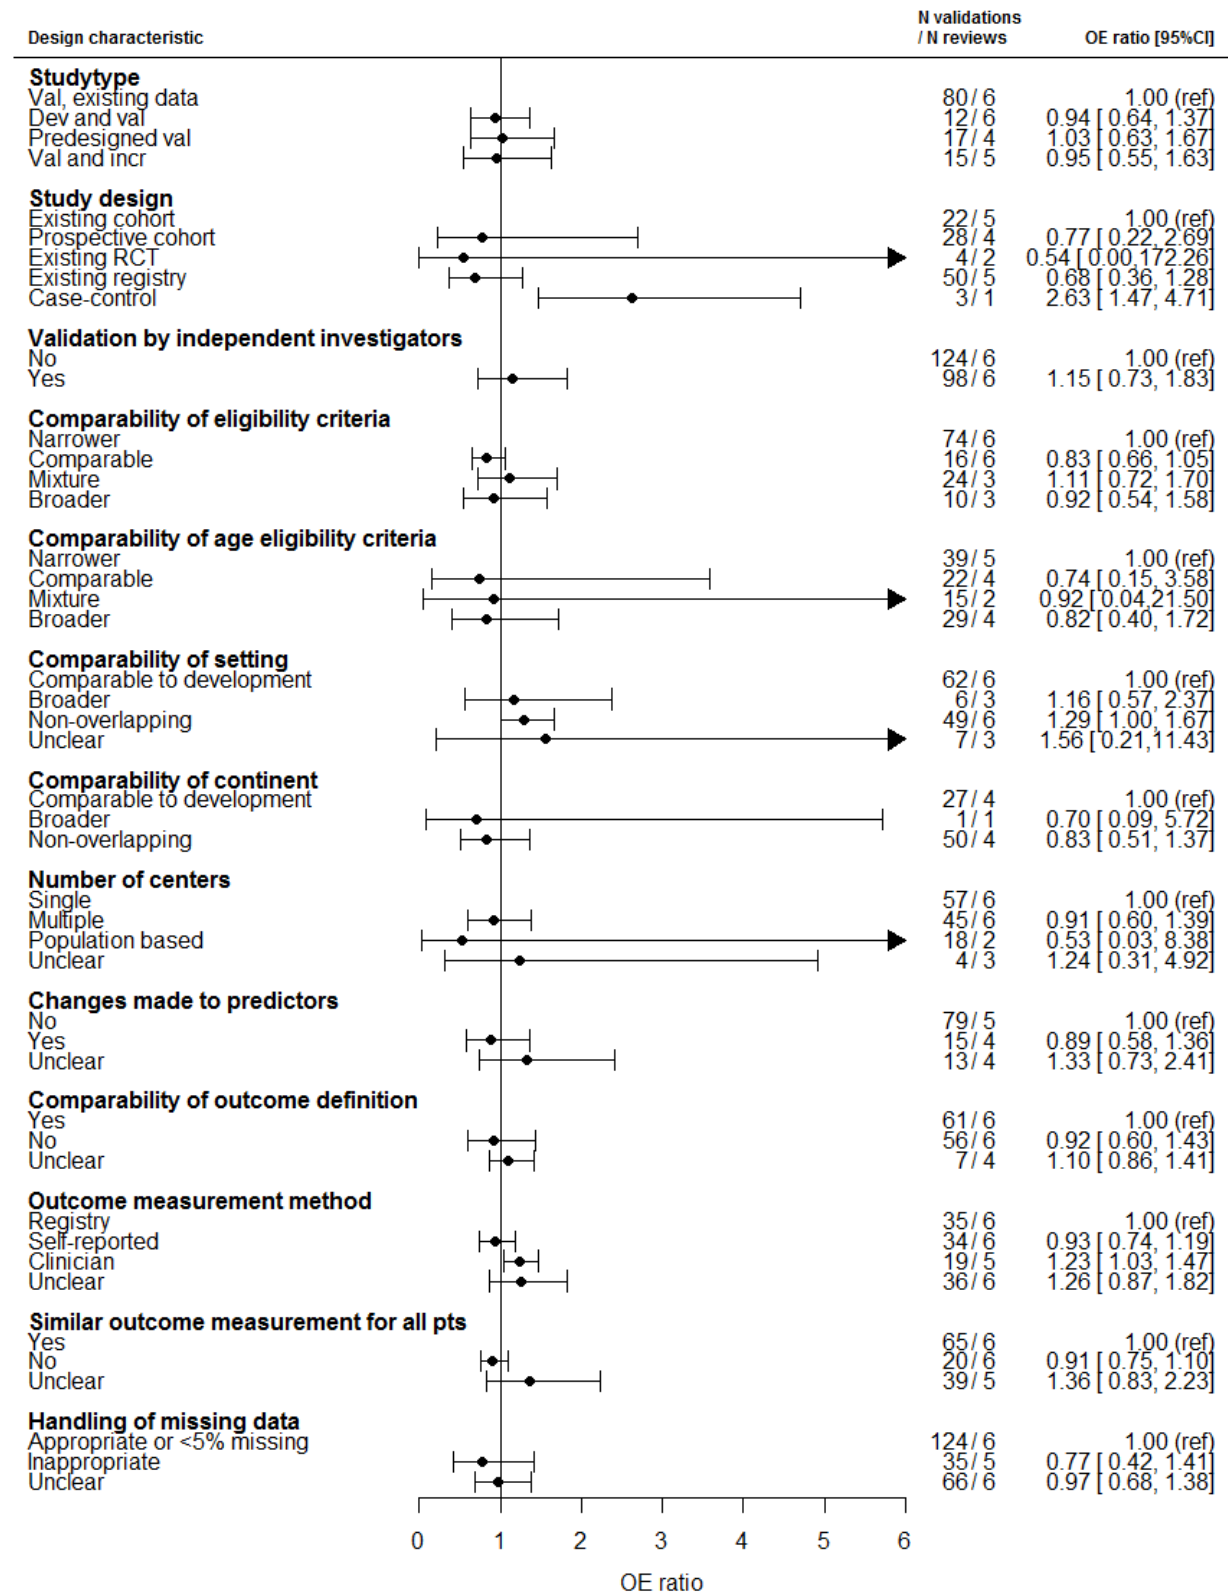 N validations
Design characteristic / N reviews OE ratio [95%CI]
Studytype
Val, existing data 80 / 6 1.00 (ref)
Dev and val 12 / 6 0.94 [ 0.64, 1.37]
Predesigned val 17 / 4 1.03 [ 0.63, 1.67]
Val and incr 15 / 5 0.95 [ 0.55, 1.63]
Study design
Existing cohort 22 / 5 1.00 (ref)
Prospective cohort 28 / 4 0.77 [ 0.22, 2.69]
Existing RCT 4 / 2 0.54 [ 0.00,172.26]
Existing registry 50 / 5 0.68 [ 0.36, 1.28]
Case-control 3 / 1 2.63 [ 1.47, 4.71]
Validation by independent investigators
No 124 / 6 1.00 (ref)
Yes 98 / 6 1.15 [ 0.73, 1.83]
Comparability of eligibility criteria
Narrower 74 / 6 1.00 (ref)
Comparable 16 / 6 0.83 [ 0.66, 1.05]
Mixture 24 / 3 1.11 [ 0.72, 1.70]
Broader 10 / 3 0.92 [ 0.54, 1.58]
Comparability of age eligibility criteria
Narrower 39 / 5 1.00 (ref)
Comparable 22 / 4 0.74 [ 0.15, 3.58]
Mixture 15 / 2 0.92 [ 0.04,21.50]
Broader 29 / 4 0.82 [ 0.40, 1.72]
Comparability of setting
Comparable to development 62 / 6 1.00 (ref)
Broader 6 / 3 1.16 [ 0.57, 2.37]
Non-overlapping 49 / 6 1.29 [ 1.00, 1.67]
Unclear 7 / 3 1.56 [ 0.21,11.43]
Comparability of continent
Comparable to development 27 / 4 1.00 (ref)
Broader 1 / 1 0.70 [ 0.09, 5.72]
Non-overlapping 50 / 4 0.83 [ 0.51, 1.37]
Number of centers
Single 57 / 6 1.00 (ref)
Multiple 45 / 6 0.91 [ 0.60, 1.39]
Population based 18 / 2 0.53 [ 0.03, 8.38]
Unclear 4 / 3 1.24 [ 0.31, 4.92]
Changes made to predictors
No 79 / 5 1.00 (ref)
Yes 15 / 4 0.89 [ 0.58, 1.36]
Unclear 13 / 4 1.33 [ 0.73, 2.41]
Comparability of outcome definition
Yes 61 / 6 1.00 (ref)
No 56 / 6 0.92 [ 0.60, 1.43]
Unclear 7 / 4 1.10 [ 0.86, 1.41]
Outcome measurement method
Registry 35 / 6 1.00 (ref)
Self-reported 34 / 6 0.93 [ 0.74, 1.19]
Clinician 19 / 5 1.23 [ 1.03, 1.47]
Unclear 36 / 6 1.26 [ 0.87, 1.82]
Similar outcome measurement for all pts
Yes 65 / 6 1.00 (ref)
No 20 / 6 0.91 [ 0.75, 1.10]
Unclear 39 / 5 1.36 [ 0.83, 2.23]
Handling of missing data
Appropriate or <5% missing 124 / 6 1.00 (ref)
Inappropriate 35 / 5 0.77 [ 0.42, 1.41]
Unclear 66 / 6 0.97 [ 0.68, 1.38]
0 1 2 3 4 5 6
OE ratio